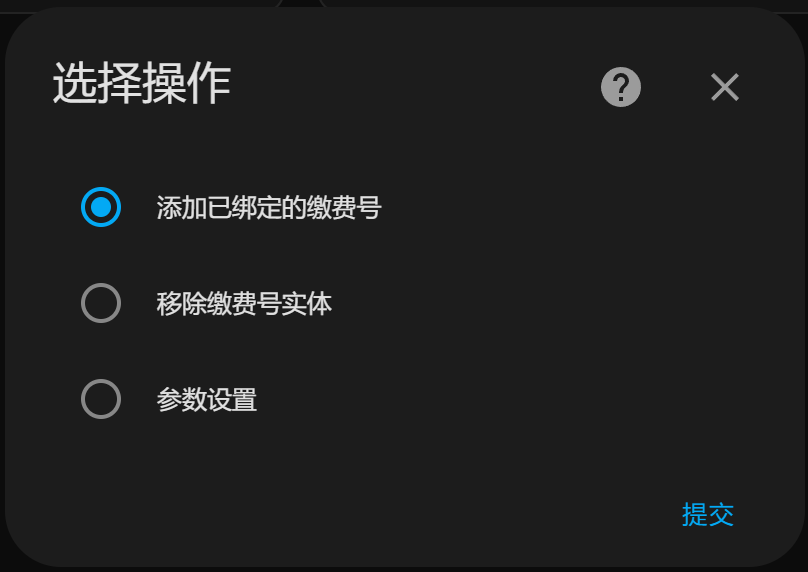 选择操作
添加已绑定的缴费号
移除缴费号实体
参数设置
提交